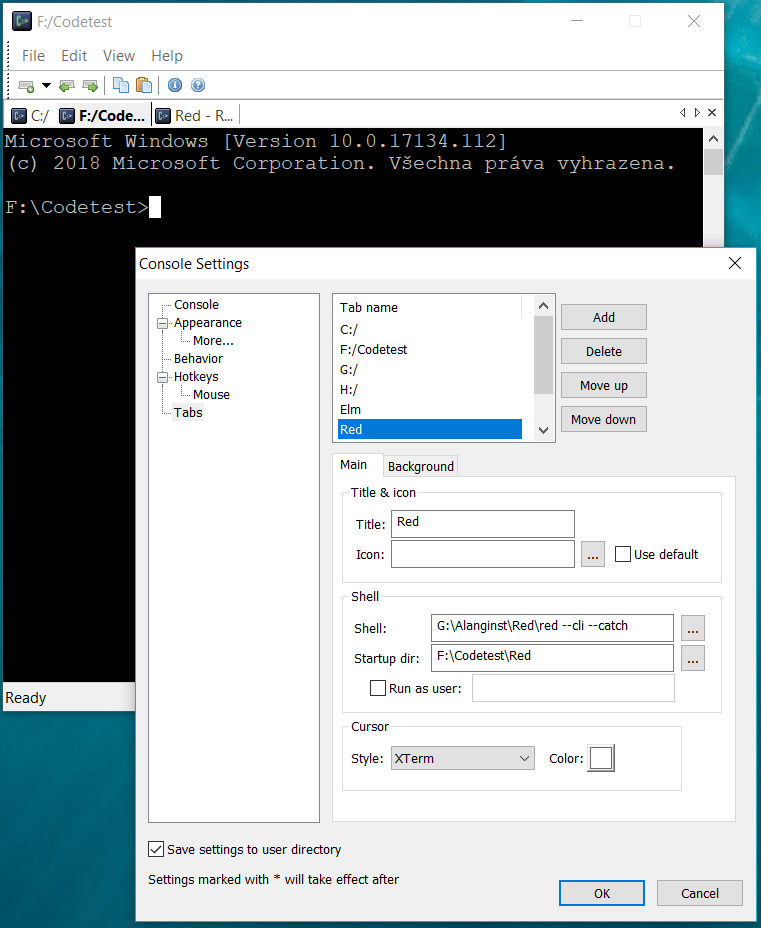 F:/Codetest
File Edit View Help
C:/ F:/Code... Red - R...
Microsoft Windows [Version 10.0.17134.112]
(c) 2018 Microsoft Corporation. Všechna práva vyhrazena.
F:\Codetest>
Console Settings
Console
Appearance
More...
Behavior
Hotkeys
Mouse
Tabs
Tab name
C:/
F:/Codetest
G:/
H:/
Elm
Red
Add
Delete
Move up
Move down
Main Background
Title & icon
Title: Red
Icon: ... Use default
Shell
Shell: G:\Alanginst\Red\red --cli --catch ...
Startup dir: F:\Codetest\Red ...
Run as user:
Cursor
Style: XTerm Color:
Ready
Save settings to user directory
Settings marked with * will take effect after
OK Cancel